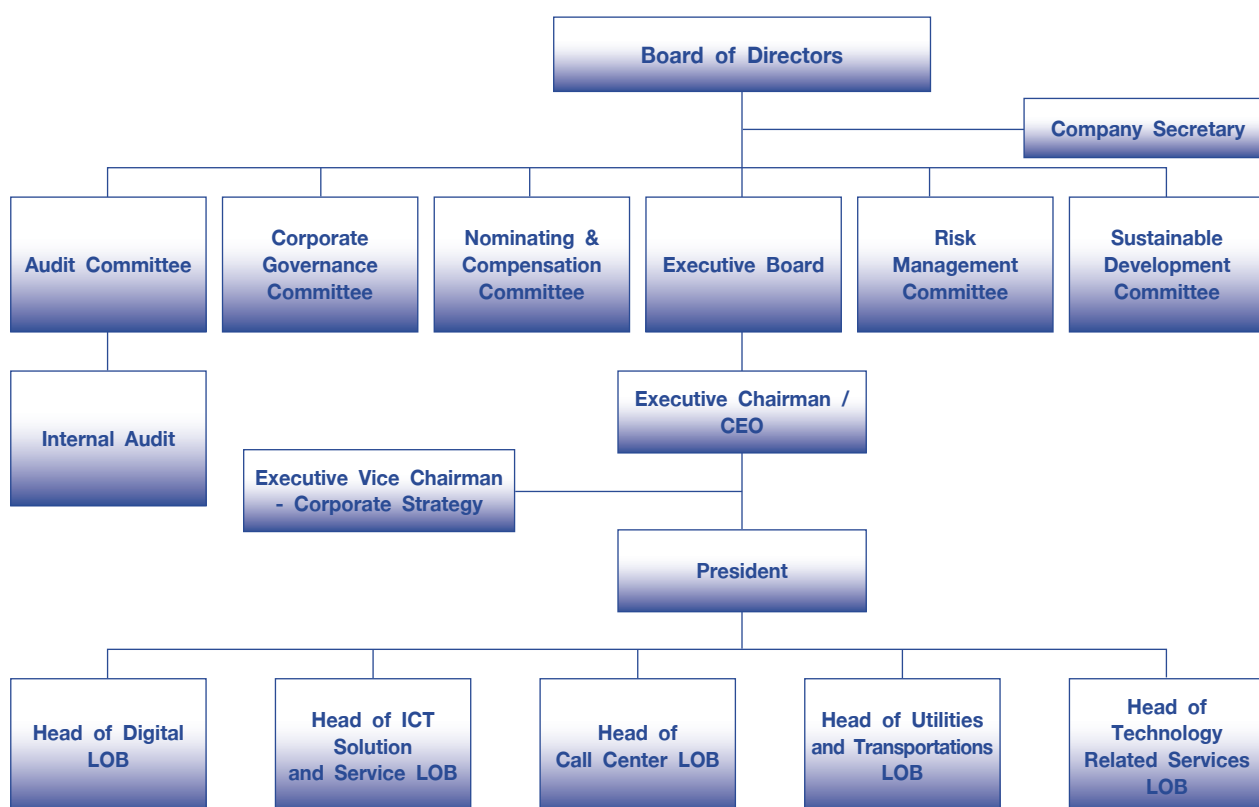 Board of Directors
Company Secretary
Audit Committee
Corporate
Governance
Committee
Nominating &
Compensation
Committee
Executive Board
Risk
Management
Committee
Sustainable
Development
Committee
Internal Audit
Executive Chairman /
CEO
Executive Vice Chairman
- Corporate Strategy
President
Head of Digital
LOB
Head of ICT
Solution
and Service LOB
Head of
Call Center LOB
Head of Utilities
and Transportations
LOB
Head of
Technology
Related Services
LOB